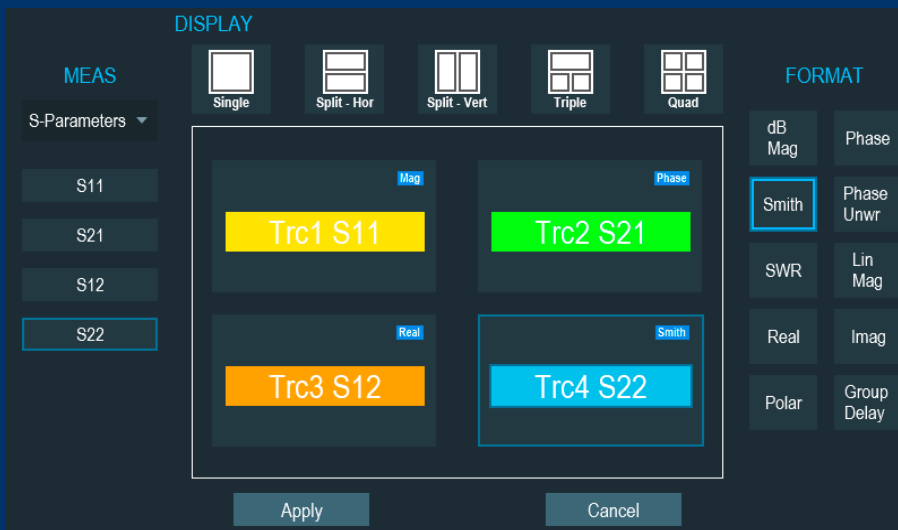 DISPLAY
MEAS
S-Parameters
S11
S21
S12
S22
Single
Split - Hor
Split - Vert
Triple
Quad
Mag
Trc1 S11
Phase
Trc2 S21
Real
Trc3 S12
Smith
Trc4 S22
Apply
Cancel
FORMAT
dB
Mag
Phase
Smith
Phase
Unwr
SWR
Lin
Mag
Real
Imag
Polar
Group
Delay